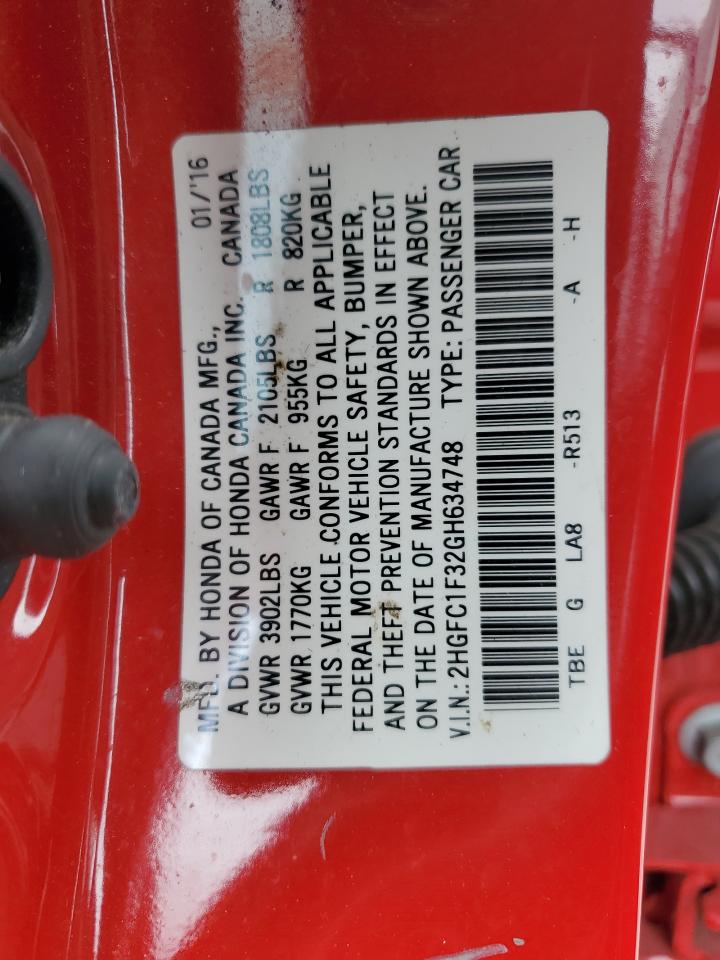 MFD. BY HONDA OF CANADA MFG., 01/'16
A DIVISION OF HONDA CANADA INC. CANADA
GVWR 3902LBS GAWR F 2105LBS R 1808LBS
GVWR 1770KG GAWR F 955KG R 820KG
THIS VEHICLE CONFORMS TO ALL APPLICABLE
FEDERAL MOTOR VEHICLE SAFETY, BUMPER,
AND THEFT PREVENTION STANDARDS IN EFFECT
ON THE DATE OF MANUFACTURE SHOWN ABOVE.
V.I.N.: 2HGFC1F32GH634748 TYPE: PASSENGER CAR
TBE G LA8 -R513 -A -H